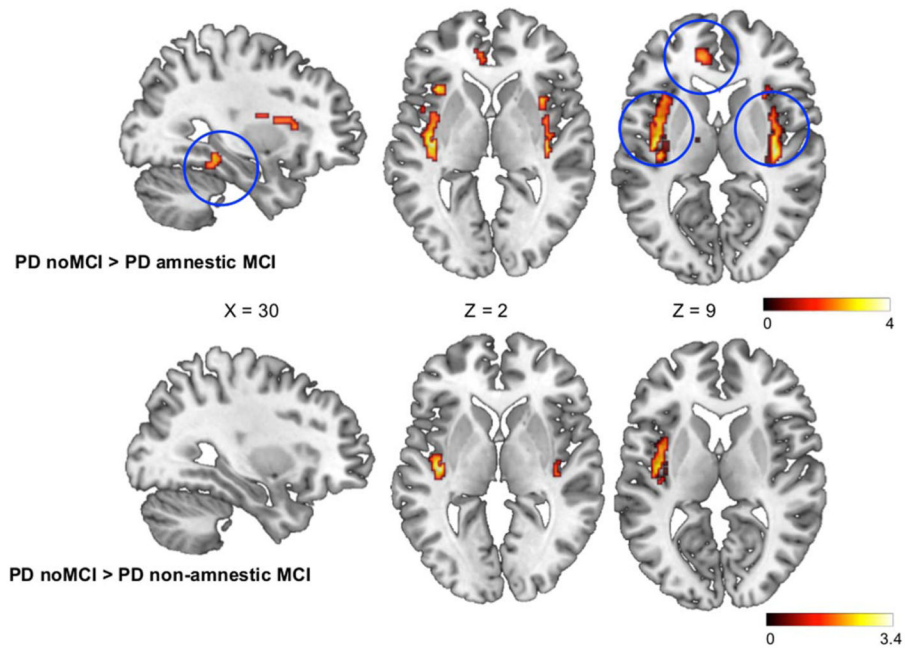 PD noMCI > PD amnestic MCI
X = 30
Z = 2
Z = 9
0
4
PD noMCI > PD non-amnestic MCI
0
3.4